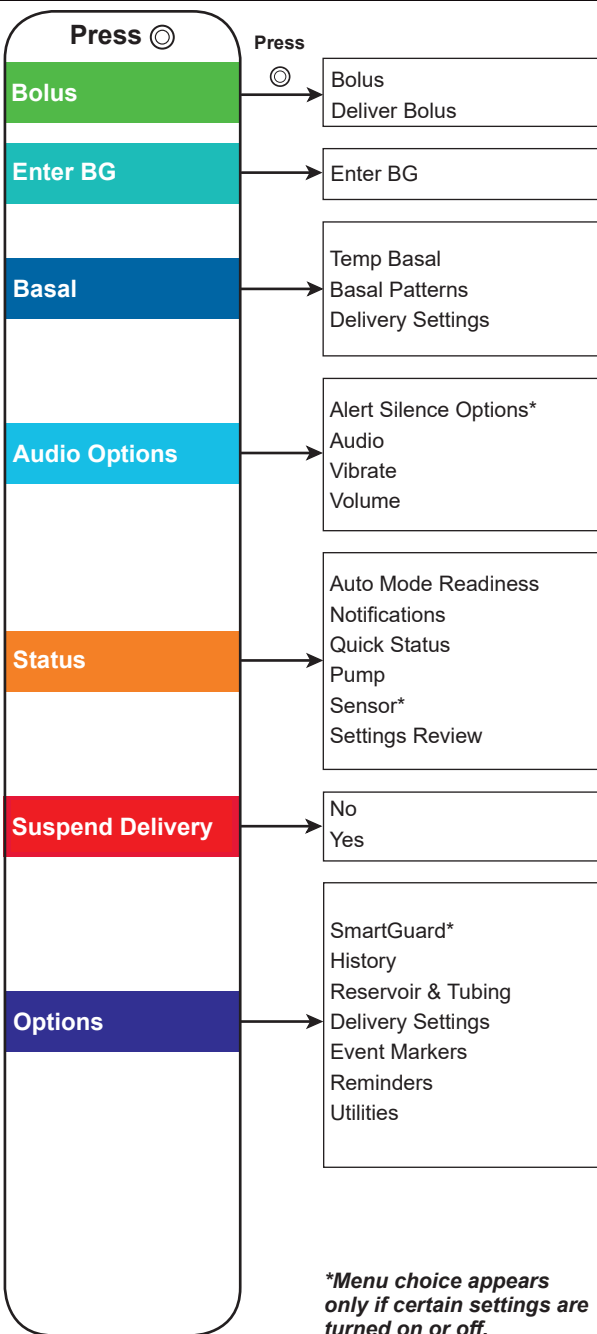 Press ◎
Press
◎
Bolus
Bolus
Deliver Bolus
Enter BG
Enter BG
Basal
Temp Basal
Basal Patterns
Delivery Settings
Audio Options
Alert Silence Options*
Audio
Vibrate
Volume
Status
Auto Mode Readiness
Notifications
Quick Status
Pump
Sensor*
Settings Review
Suspend Delivery
No
Yes
Options
SmartGuard*
History
Reservoir & Tubing
Delivery Settings
Event Markers
Reminders
Utilities
*Menu choice appears
only if certain settings are
turned on or off.